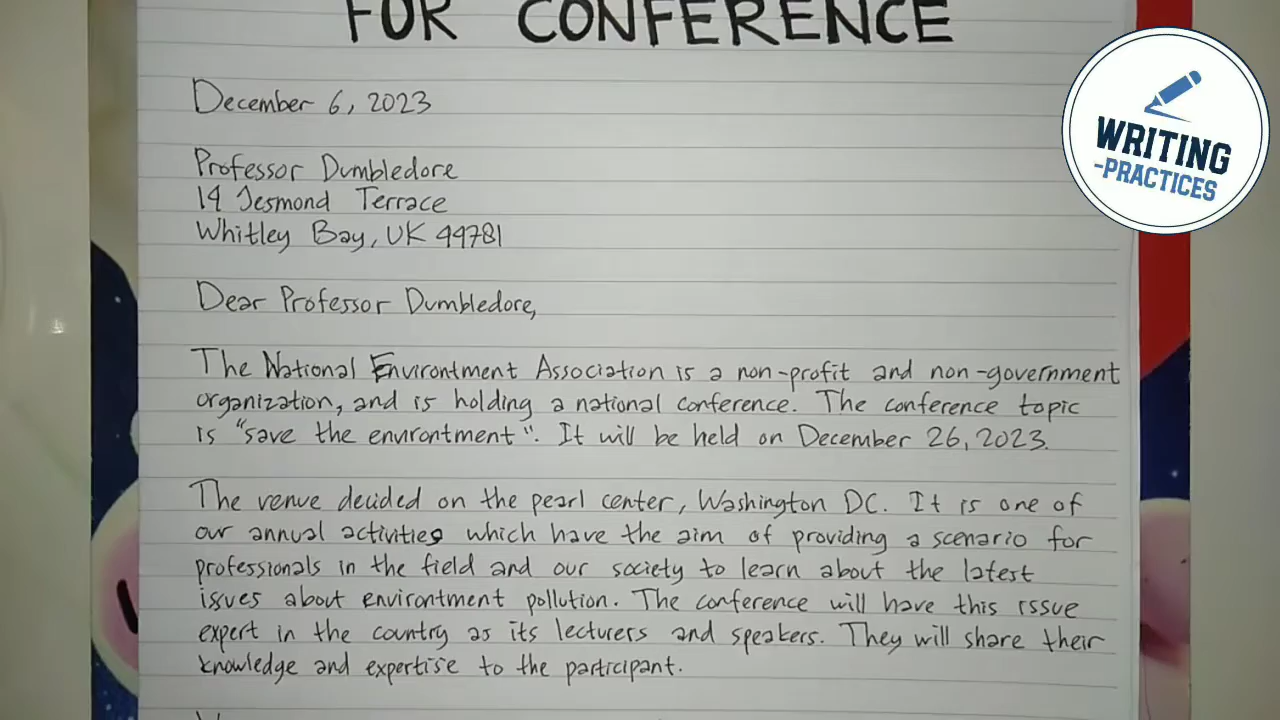 FOR CONFERENCE
December 6, 2023
Professor Dumbledore
14 Jesmond Terrace
Whitley Bay, UK 99781
Dear Professor Dumbledore,
The National Environtment Association is a non-profit and non-government
organization, and is holding a national conference. The conference topic
is "save the environtment". It will be held on December 26, 2023.
The venue decided on the pearl center, Washington DC. It is one of
our annual activities which have the aim of providing a scenario for
professionals in the field and our society to learn about the latest
issues about environtment pollution. The conference will have this issue
expert in the country as its lecturers and speakers. They will share their
knowledge and expertise to the participant.
WRITING
-PRACTICES